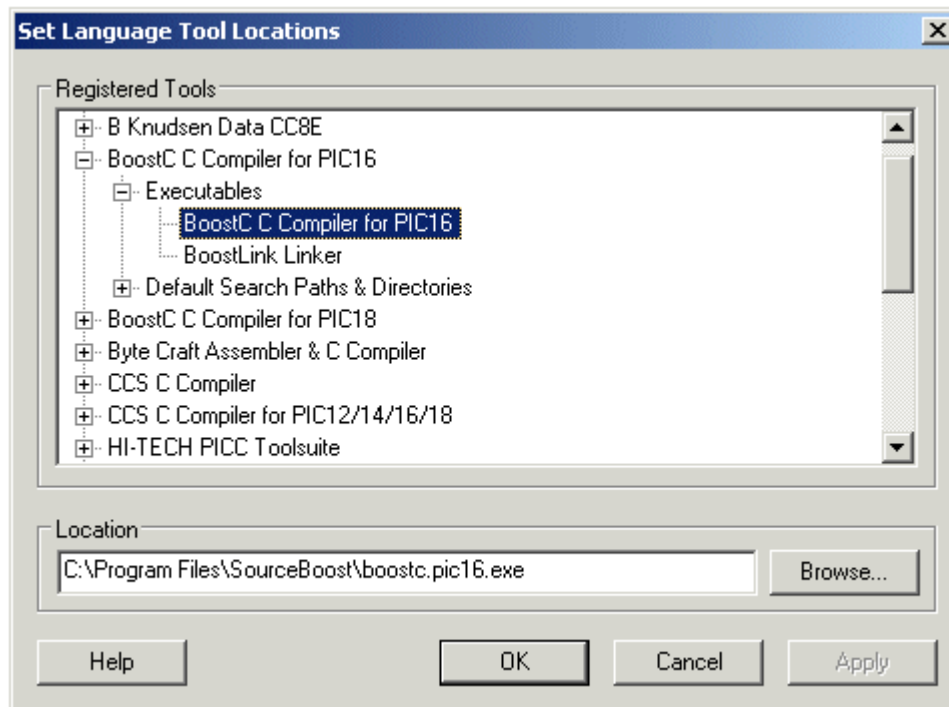 Set Language Tool Locations
Registered Tools
B Knudsen Data CC8E
BoostC C Compiler for PIC16
Executables
BoostC C Compiler for PIC16
BoostLink Linker
Default Search Paths & Directories
BoostC C Compiler for PIC18
Byte Craft Assembler & C Compiler
CCS C Compiler
CCS C Compiler for PIC12/14/16/18
HI-TECH PICC Toolsuite
Location
C:\Program Files\SourceBoost\boostc.pic16.exe
Browse...
Help OK Cancel Apply